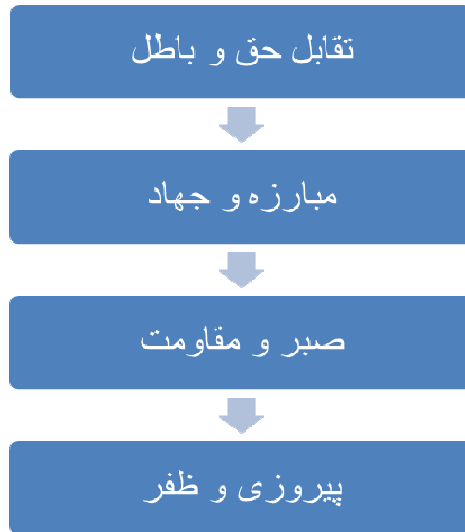 تقابل حق و باطل
مبارزه و جهاد
صبر و مقاومت
پیروزی و ظفر